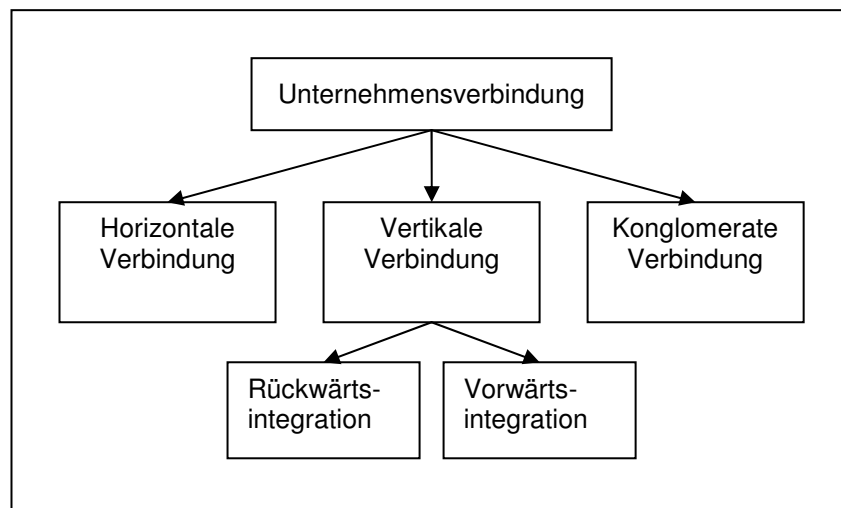 Unternehmensverbindung
Horizontale
Verbindung
Vertikale
Verbindung
Konglomerate
Verbindung
Rückwärts-
integration
Vorwärts-
integration